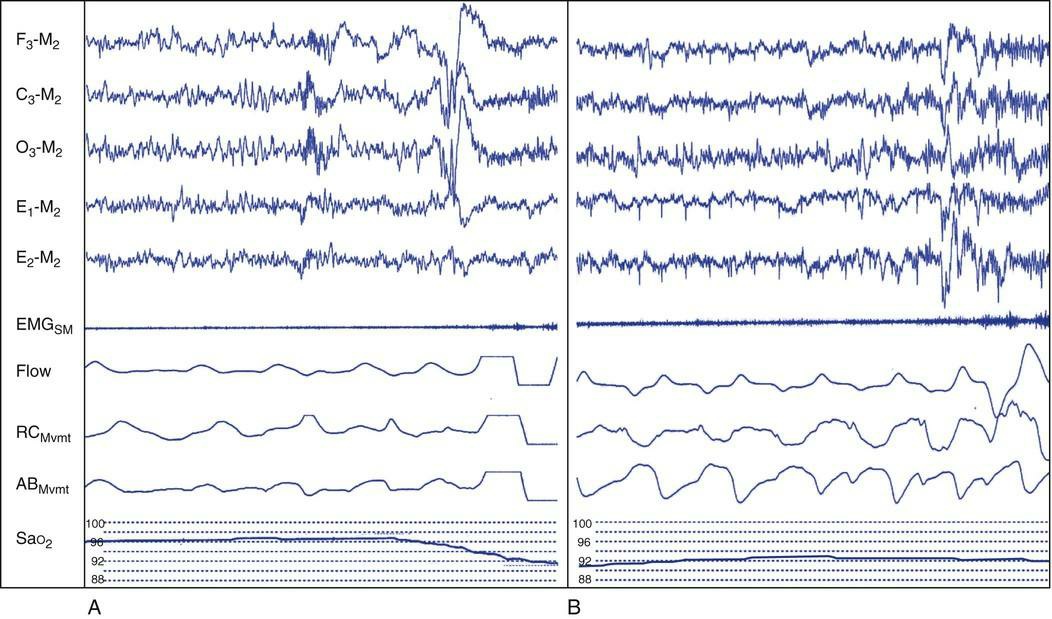 F3-M2
C3-M2
O3-M2
E1-M2
E2-M2
EMGSM
Flow
RCMvmt
ABMvmt
SaO2
100
96
92
88
100
96
92
88
A
B